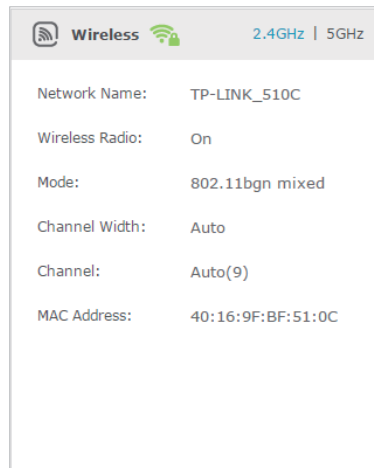 Wireless 2.4GHz | 5GHz
Network Name: TP-LINK_510C
Wireless Radio: On
Mode: 802.11bgn mixed
Channel Width: Auto
Channel: Auto(9)
MAC Address: 40:16:9F:BF:51:0C